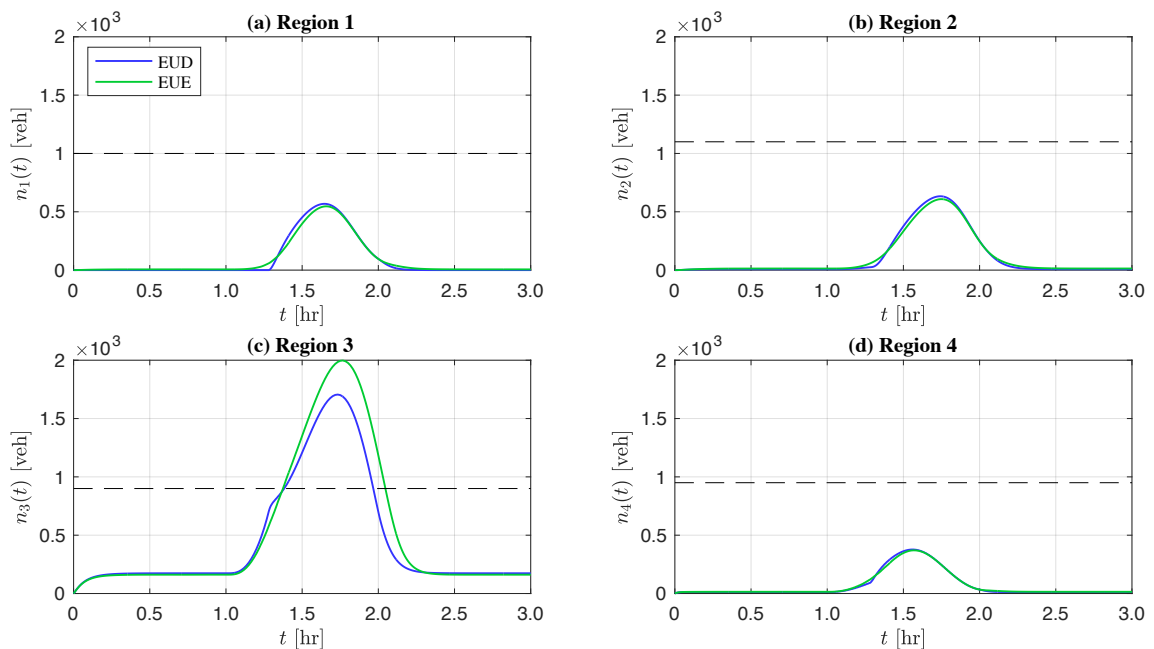 (a) Region 1
×10³
2
1.5
1
0.5
0
n₁(t) [veh]
EUD
EUE
0 0.5 1.0 1.5 2.0 2.5 3.0
t [hr]
(b) Region 2
×10³
2
1.5
1
0.5
0
n₂(t) [veh]
0 0.5 1.0 1.5 2.0 2.5 3.0
t [hr]
(c) Region 3
×10³
2
1.5
1
0.5
0
n₃(t) [veh]
0 0.5 1.0 1.5 2.0 2.5 3.0
t [hr]
(d) Region 4
×10³
2
1.5
1
0.5
0
n₄(t) [veh]
0 0.5 1.0 1.5 2.0 2.5 3.0
t [hr]